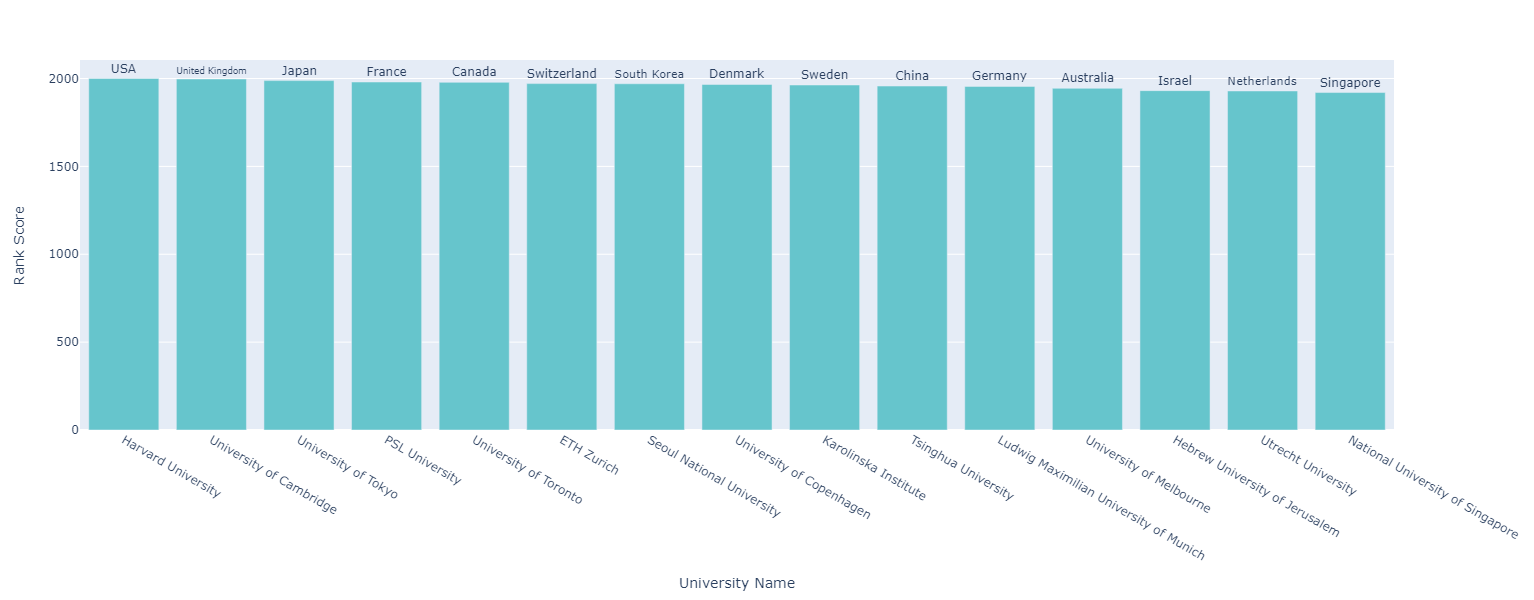 USA
United Kingdom
Japan
France
Canada
Switzerland
South Korea
Denmark
Sweden
China
Germany
Australia
Israel
Netherlands
Singapore
2000
1500
1000
500
0
Rank Score
Harvard University
University of Cambridge
University of Tokyo
PSL University
University of Toronto
ETH Zurich
Seoul National University
University of Copenhagen
Karolinska Institute
Tsinghua University
Ludwig Maximilian University of Munich
University of Melbourne
Hebrew University of Jerusalem
Utrecht University
National University of Singapore
University Name